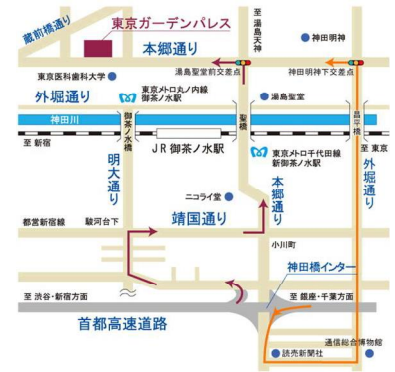 蔵前橋通り
東京ガーデンパレス
至 湯島天神
神田明神
本郷通り
東京医科歯科大学
湯島聖堂前交差点
神田明神下交差点
外堀通り
東京メトロ丸ノ内線
御茶ノ水駅
湯島聖堂
神田川
御茶ノ水橋
聖橋
昌平橋
至 新宿
JR 御茶ノ水駅
東京メトロ千代田線
新御茶ノ水駅
至 東京
明大通り
外堀通り
本郷通り
ニコライ堂
靖国通り
都営新宿線
駿河台下
小川町
神田橋インター
至 渋谷・新宿方面
至 銀座・千葉方面
首都高速道路
通信総合博物館
読売新聞社